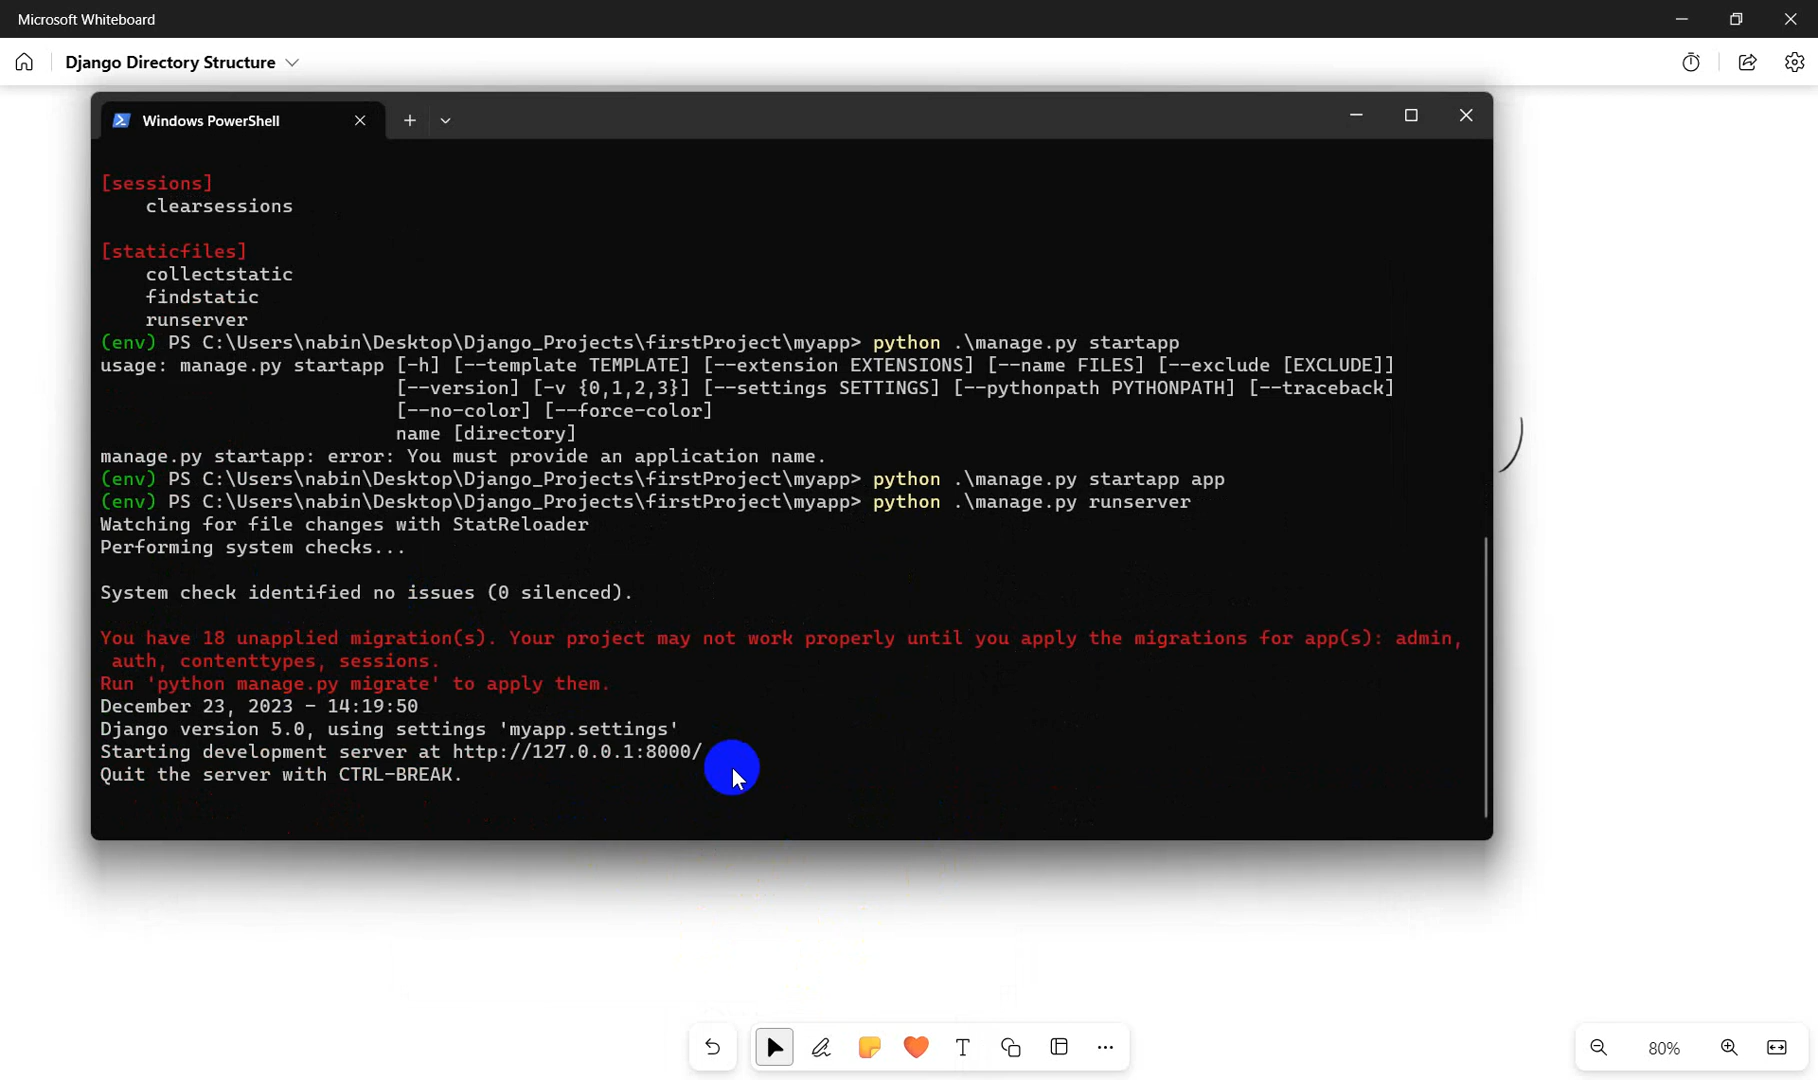 Microsoft Whiteboard
Django Directory Structure
Windows PowerShell
[sessions]
    clearsessions
[staticfiles]
    collectstatic
    findstatic
    runserver
(env) PS C:\Users\nabin\Desktop\Django_Projects\firstProject\myapp> python .\manage.py startapp
usage: manage.py startapp [-h] [--template TEMPLATE] [--extension EXTENSIONS] [--name FILES] [--exclude [EXCLUDE]]
                          [--version] [-v {0,1,2,3}] [--settings SETTINGS] [--pythonpath PYTHONPATH] [--traceback]
                          [--no-color] [--force-color]
                          name [directory]
manage.py startapp: error: You must provide an application name.
(env) PS C:\Users\nabin\Desktop\Django_Projects\firstProject\myapp> python .\manage.py startapp app
(env) PS C:\Users\nabin\Desktop\Django_Projects\firstProject\myapp> python .\manage.py runserver
Watching for file changes with StatReloader
Performing system checks...
System check identified no issues (0 silenced).
You have 18 unapplied migration(s). Your project may not work properly until you apply the migrations for app(s): admin,
 auth, contenttypes, sessions.
Run 'python manage.py migrate' to apply them.
December 23, 2023 - 14:19:50
Django version 5.0, using settings 'myapp.settings'
Starting development server at http://127.0.0.1:8000/
Quit the server with CTRL-BREAK.
80%